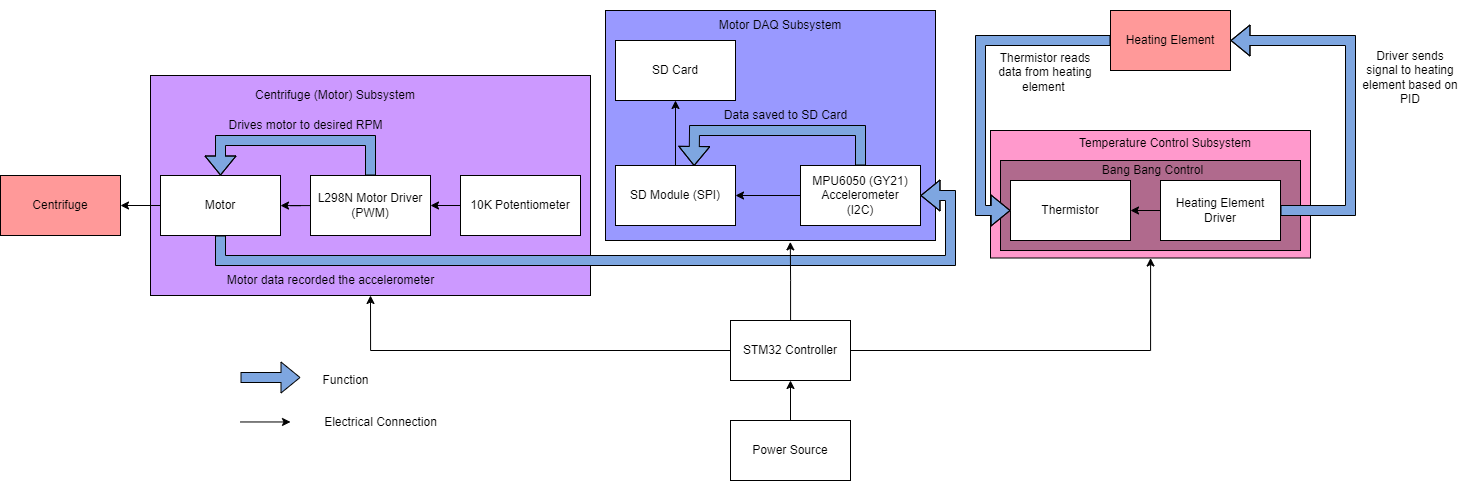 Motor DAQ Subsystem
SD Card
Data saved to SD Card
SD Module (SPI)
MPU6050 (GY21)
Accelerometer
(I2C)
Centrifuge (Motor) Subsystem
Drives motor to desired RPM
Centrifuge
Motor
L298N Motor Driver
(PWM)
10K Potentiometer
Motor data recorded the accelerometer
Heating Element
Thermistor reads
data from heating
element
Driver sends
signal to heating
element based on
PID
Temperature Control Subsystem
Bang Bang Control
Thermistor
Heating Element
Driver
STM32 Controller
Power Source
Function
Electrical Connection